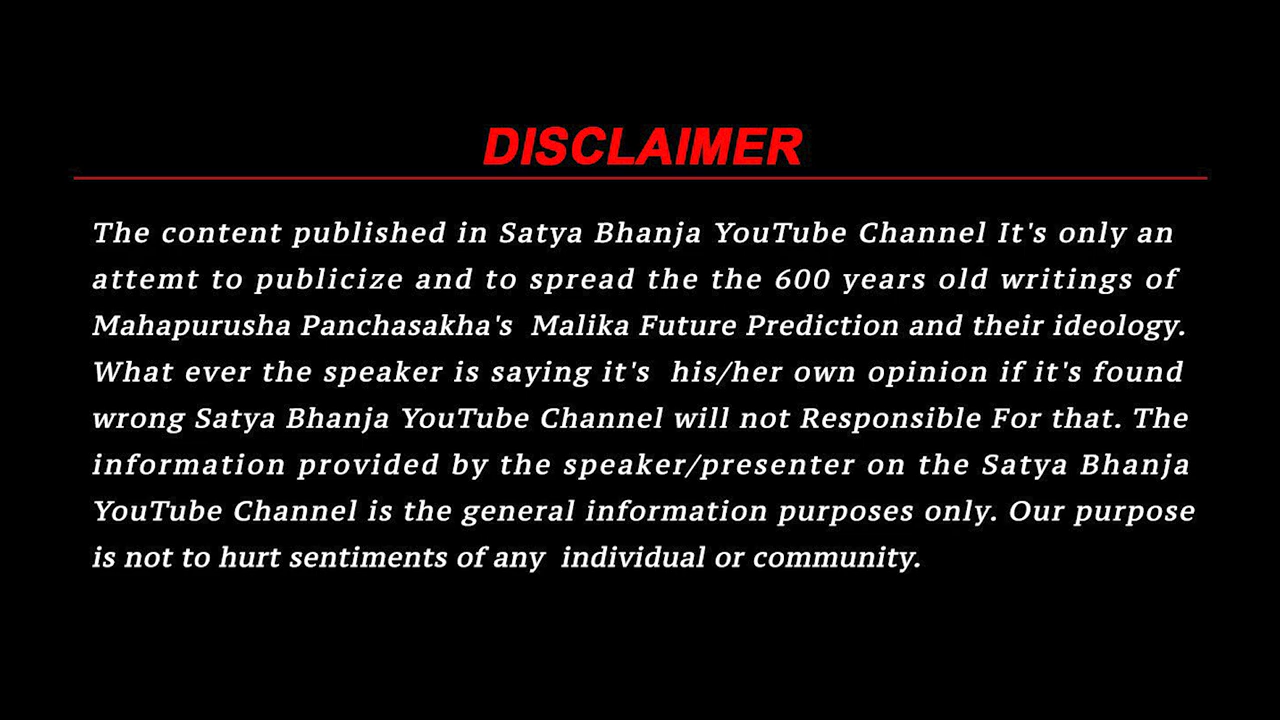 DISCLAIMER
The content published in Satya Bhanja YouTube Channel It's only an
attemt to publicize and to spread the the 600 years old writings of
Mahapurusha Panchasakha's Malika Future Prediction and their ideology.
What ever the speaker is saying it's his/her own opinion if it's found
wrong Satya Bhanja YouTube Channel will not Responsible For that. The
information provided by the speaker/presenter on the Satya Bhanja
YouTube Channel is the general information purposes only. Our purpose
is not to hurt sentiments of any individual or community.